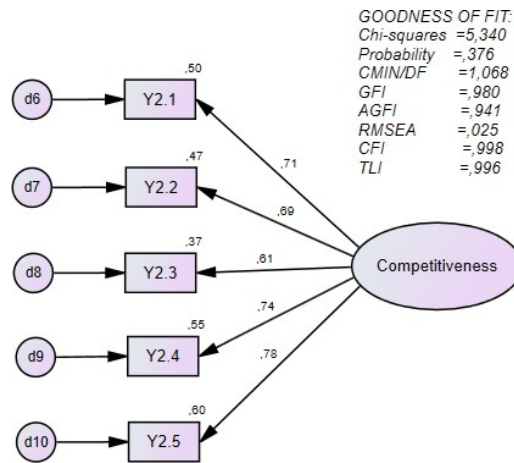 GOODNESS OF FIT:
Chi-squares =5,340
Probability =,376
CMIN/DF =1,068
GFI =,980
AGFI =,941
RMSEA =,025
CFI =,998
TLI =,996
,50
d6 Y2.1
,71
,47
d7 Y2.2
,69
,37
d8 Y2.3
,61
Competitiveness
,74
,55
d9 Y2.4
,78
,60
d10 Y2.5